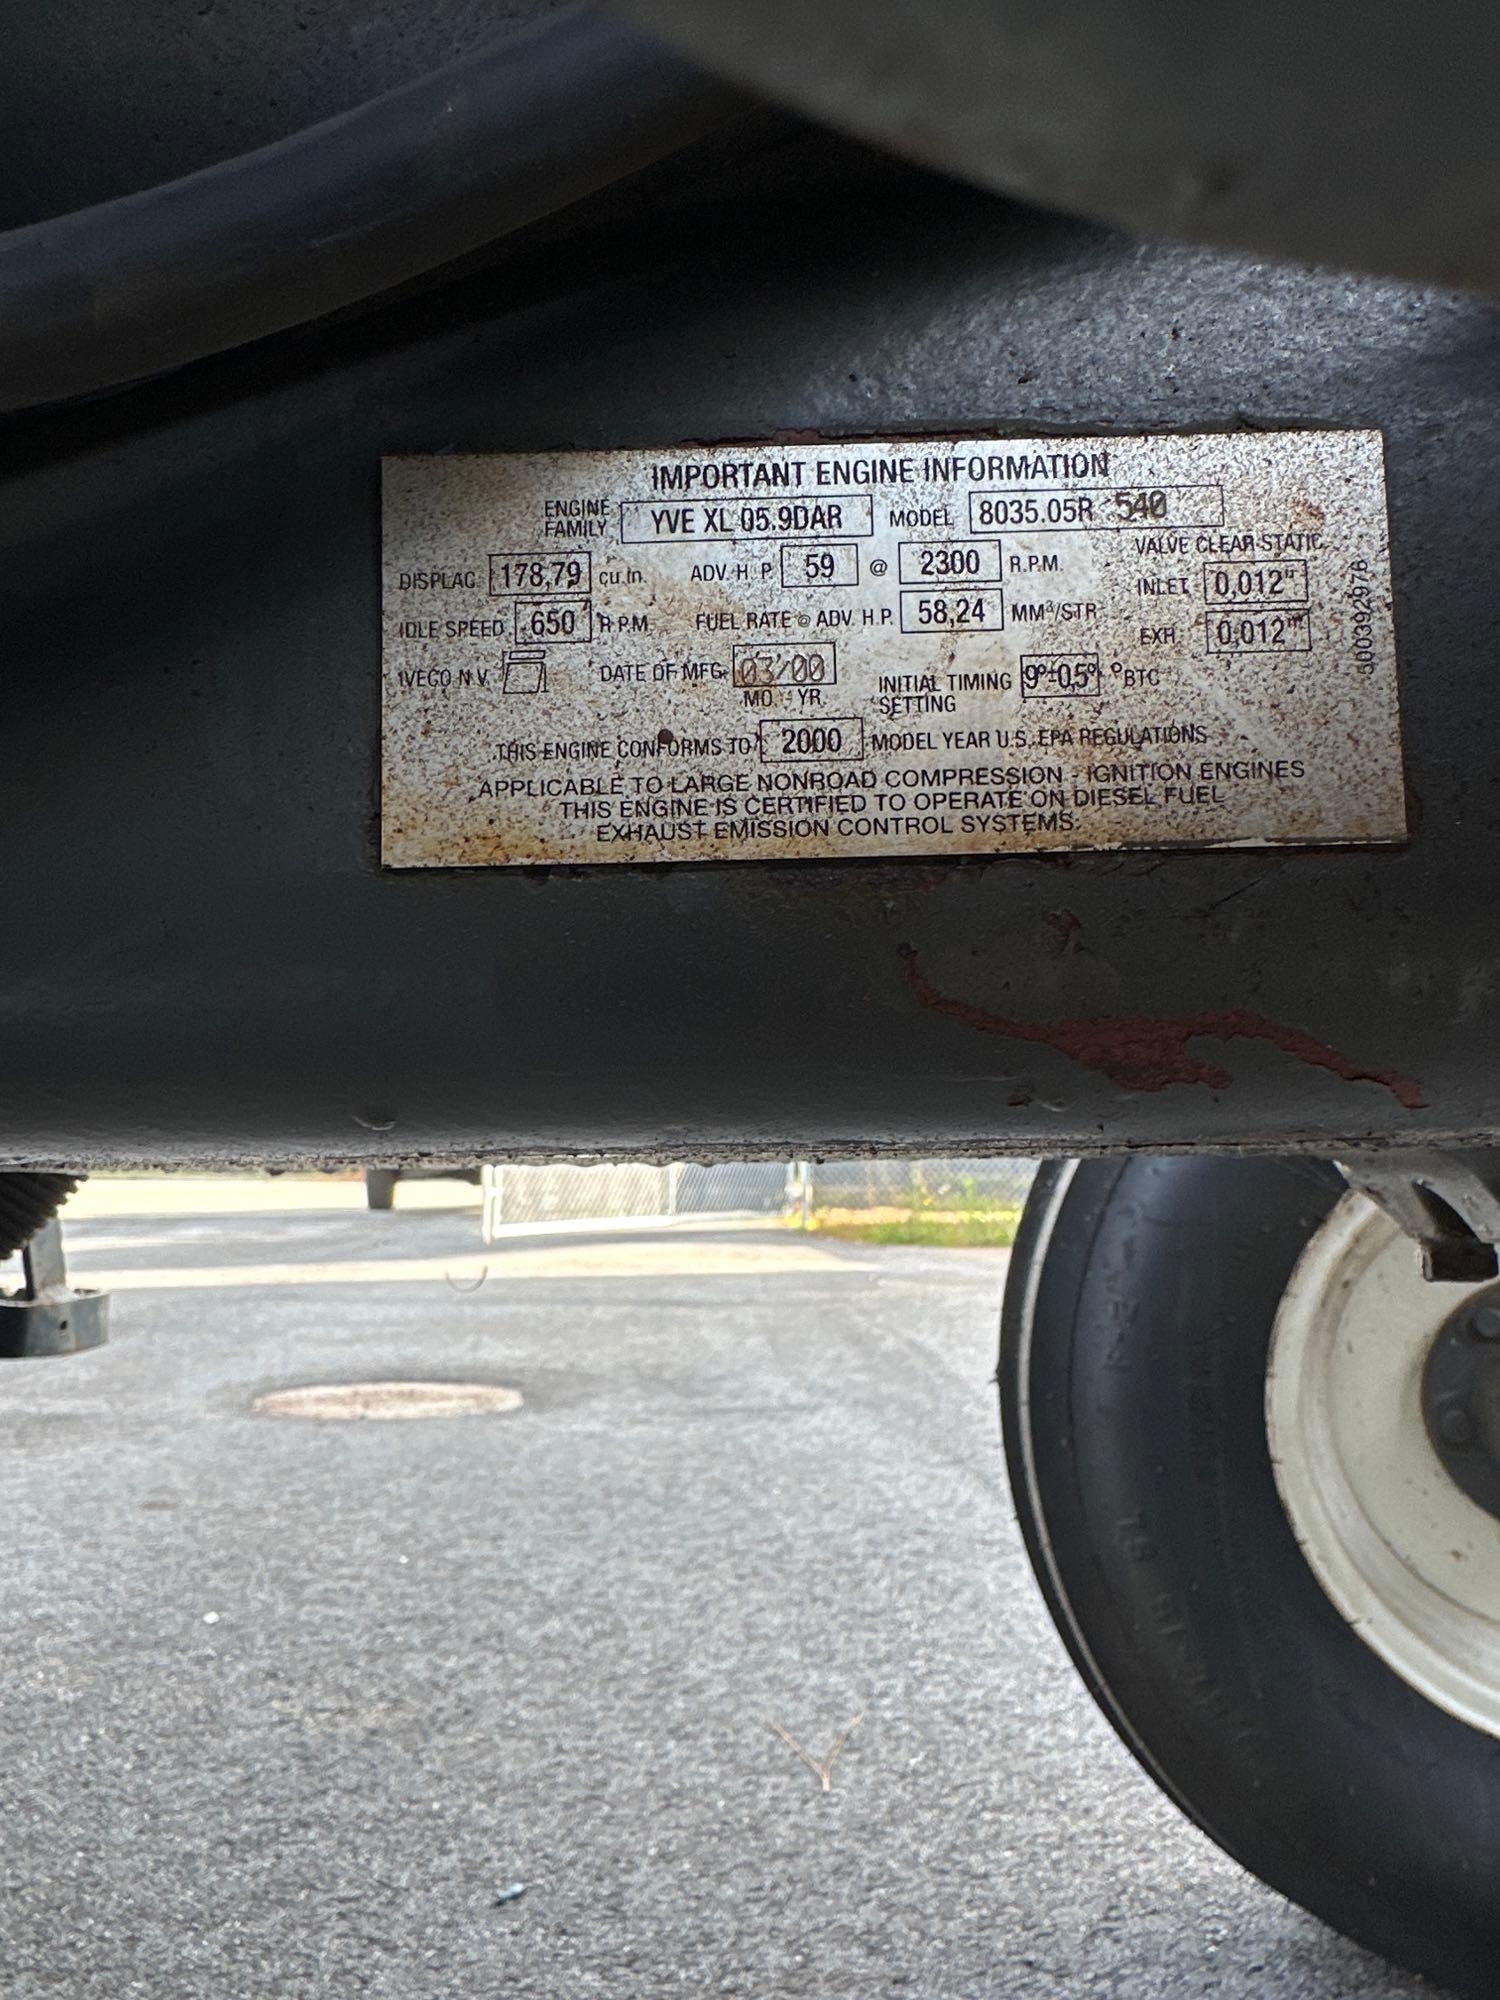 IMPORTANT ENGINE INFORMATION
ENGINE FAMILY YVE XL 05.9DAR MODEL 8035.05R 540
DISPLAC 178,79 cu.in. ADV. H. P. 59 @ 2300 R.P.M. VALVE CLEAR STATIC
INLET 0,012"
IDLE SPEED 650 R.P.M. FUEL RATE @ ADV. H.P. 58,24 MM³/STR
EXH. 0,012"
IVECO N.V. DATE OF MFG. 03/00 INITIAL TIMING SETTING 9°±0,5° °BTC
MO. YR.
THIS ENGINE CONFORMS TO 2000 MODEL YEAR U.S. EPA REGULATIONS
APPLICABLE TO LARGE NONROAD COMPRESSION - IGNITION ENGINES
THIS ENGINE IS CERTIFIED TO OPERATE ON DIESEL FUEL
EXHAUST EMISSION CONTROL SYSTEMS.
500392976